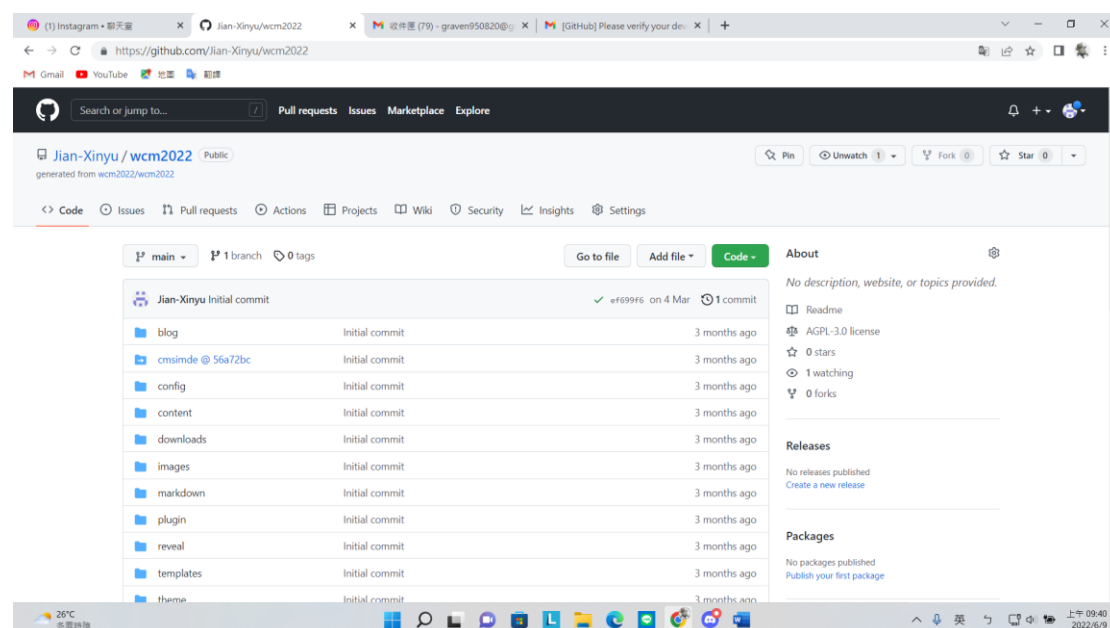 (1) Instagram • 聊天室
Jian-Xinyu/wcm2022
收件匣 (79) - graven950820@g
[GitHub] Please verify your dev
https://github.com/Jian-Xinyu/wcm2022
Gmail YouTube 地圖 翻譯
Search or jump to... / Pull requests Issues Marketplace Explore
Jian-Xinyu / wcm2022 Public
Pin Unwatch 1 Fork 0 Star 0
generated from wcm2022/wcm2022
Code Issues Pull requests Actions Projects Wiki Security Insights Settings
main 1 branch 0 tags Go to file Add file Code
Jian-Xinyu Initial commit ef699f6 on 4 Mar 1 commit
blog Initial commit 3 months ago
cmsimde @ 56a72bc Initial commit 3 months ago
config Initial commit 3 months ago
content Initial commit 3 months ago
downloads Initial commit 3 months ago
images Initial commit 3 months ago
markdown Initial commit 3 months ago
plugin Initial commit 3 months ago
reveal Initial commit 3 months ago
templates Initial commit 3 months ago
theme Initial commit 3 months ago
About
No description, website, or topics provided.
Readme
AGPL-3.0 license
0 stars
1 watching
0 forks
Releases
No releases published
Create a new release
Packages
No packages published
Publish your first package
26°C
英 ㄅ
上午 09:40
2022/6/9